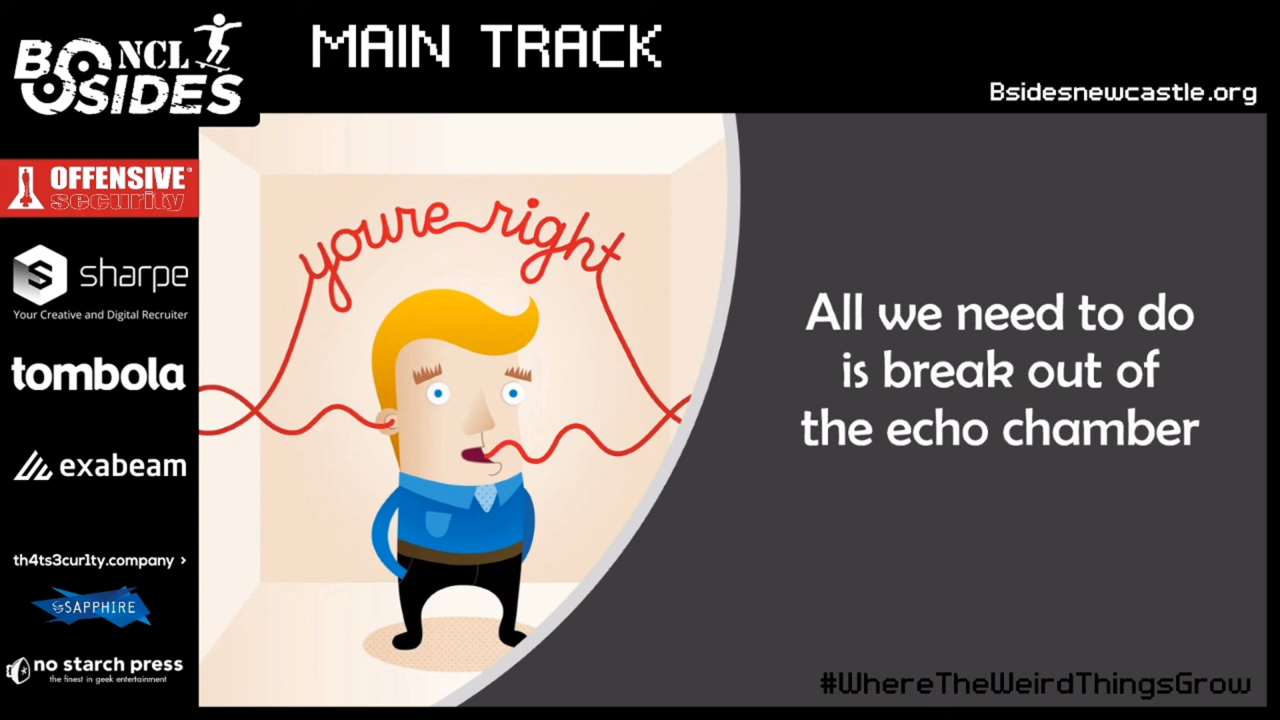 BSIDES NCL
MAIN TRACK
Bsidesnewcastle.org
OFFENSIVE
security
sharpe
Your Creative and Digital Recruiter
tombola
exabeam
th4ts3cur1ty.company >
SAPPHIRE
no starch press
the finest in geek entertainment
youre right
All we need to do
is break out of
the echo chamber
#WhereTheWeirdThingsGrow